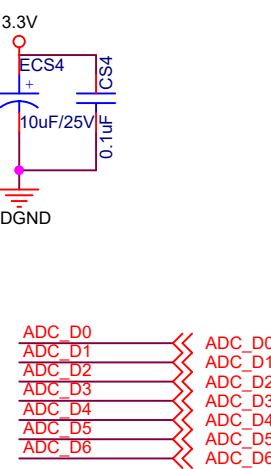 3.3V
ECS4
+
10uF/25V
CS4
0.1uF
DGND
ADC_D0 ADC_D0
ADC_D1 ADC_D1
ADC_D2 ADC_D2
ADC_D3 ADC_D3
ADC_D4 ADC_D4
ADC_D5 ADC_D5
ADC_D6 ADC_D6